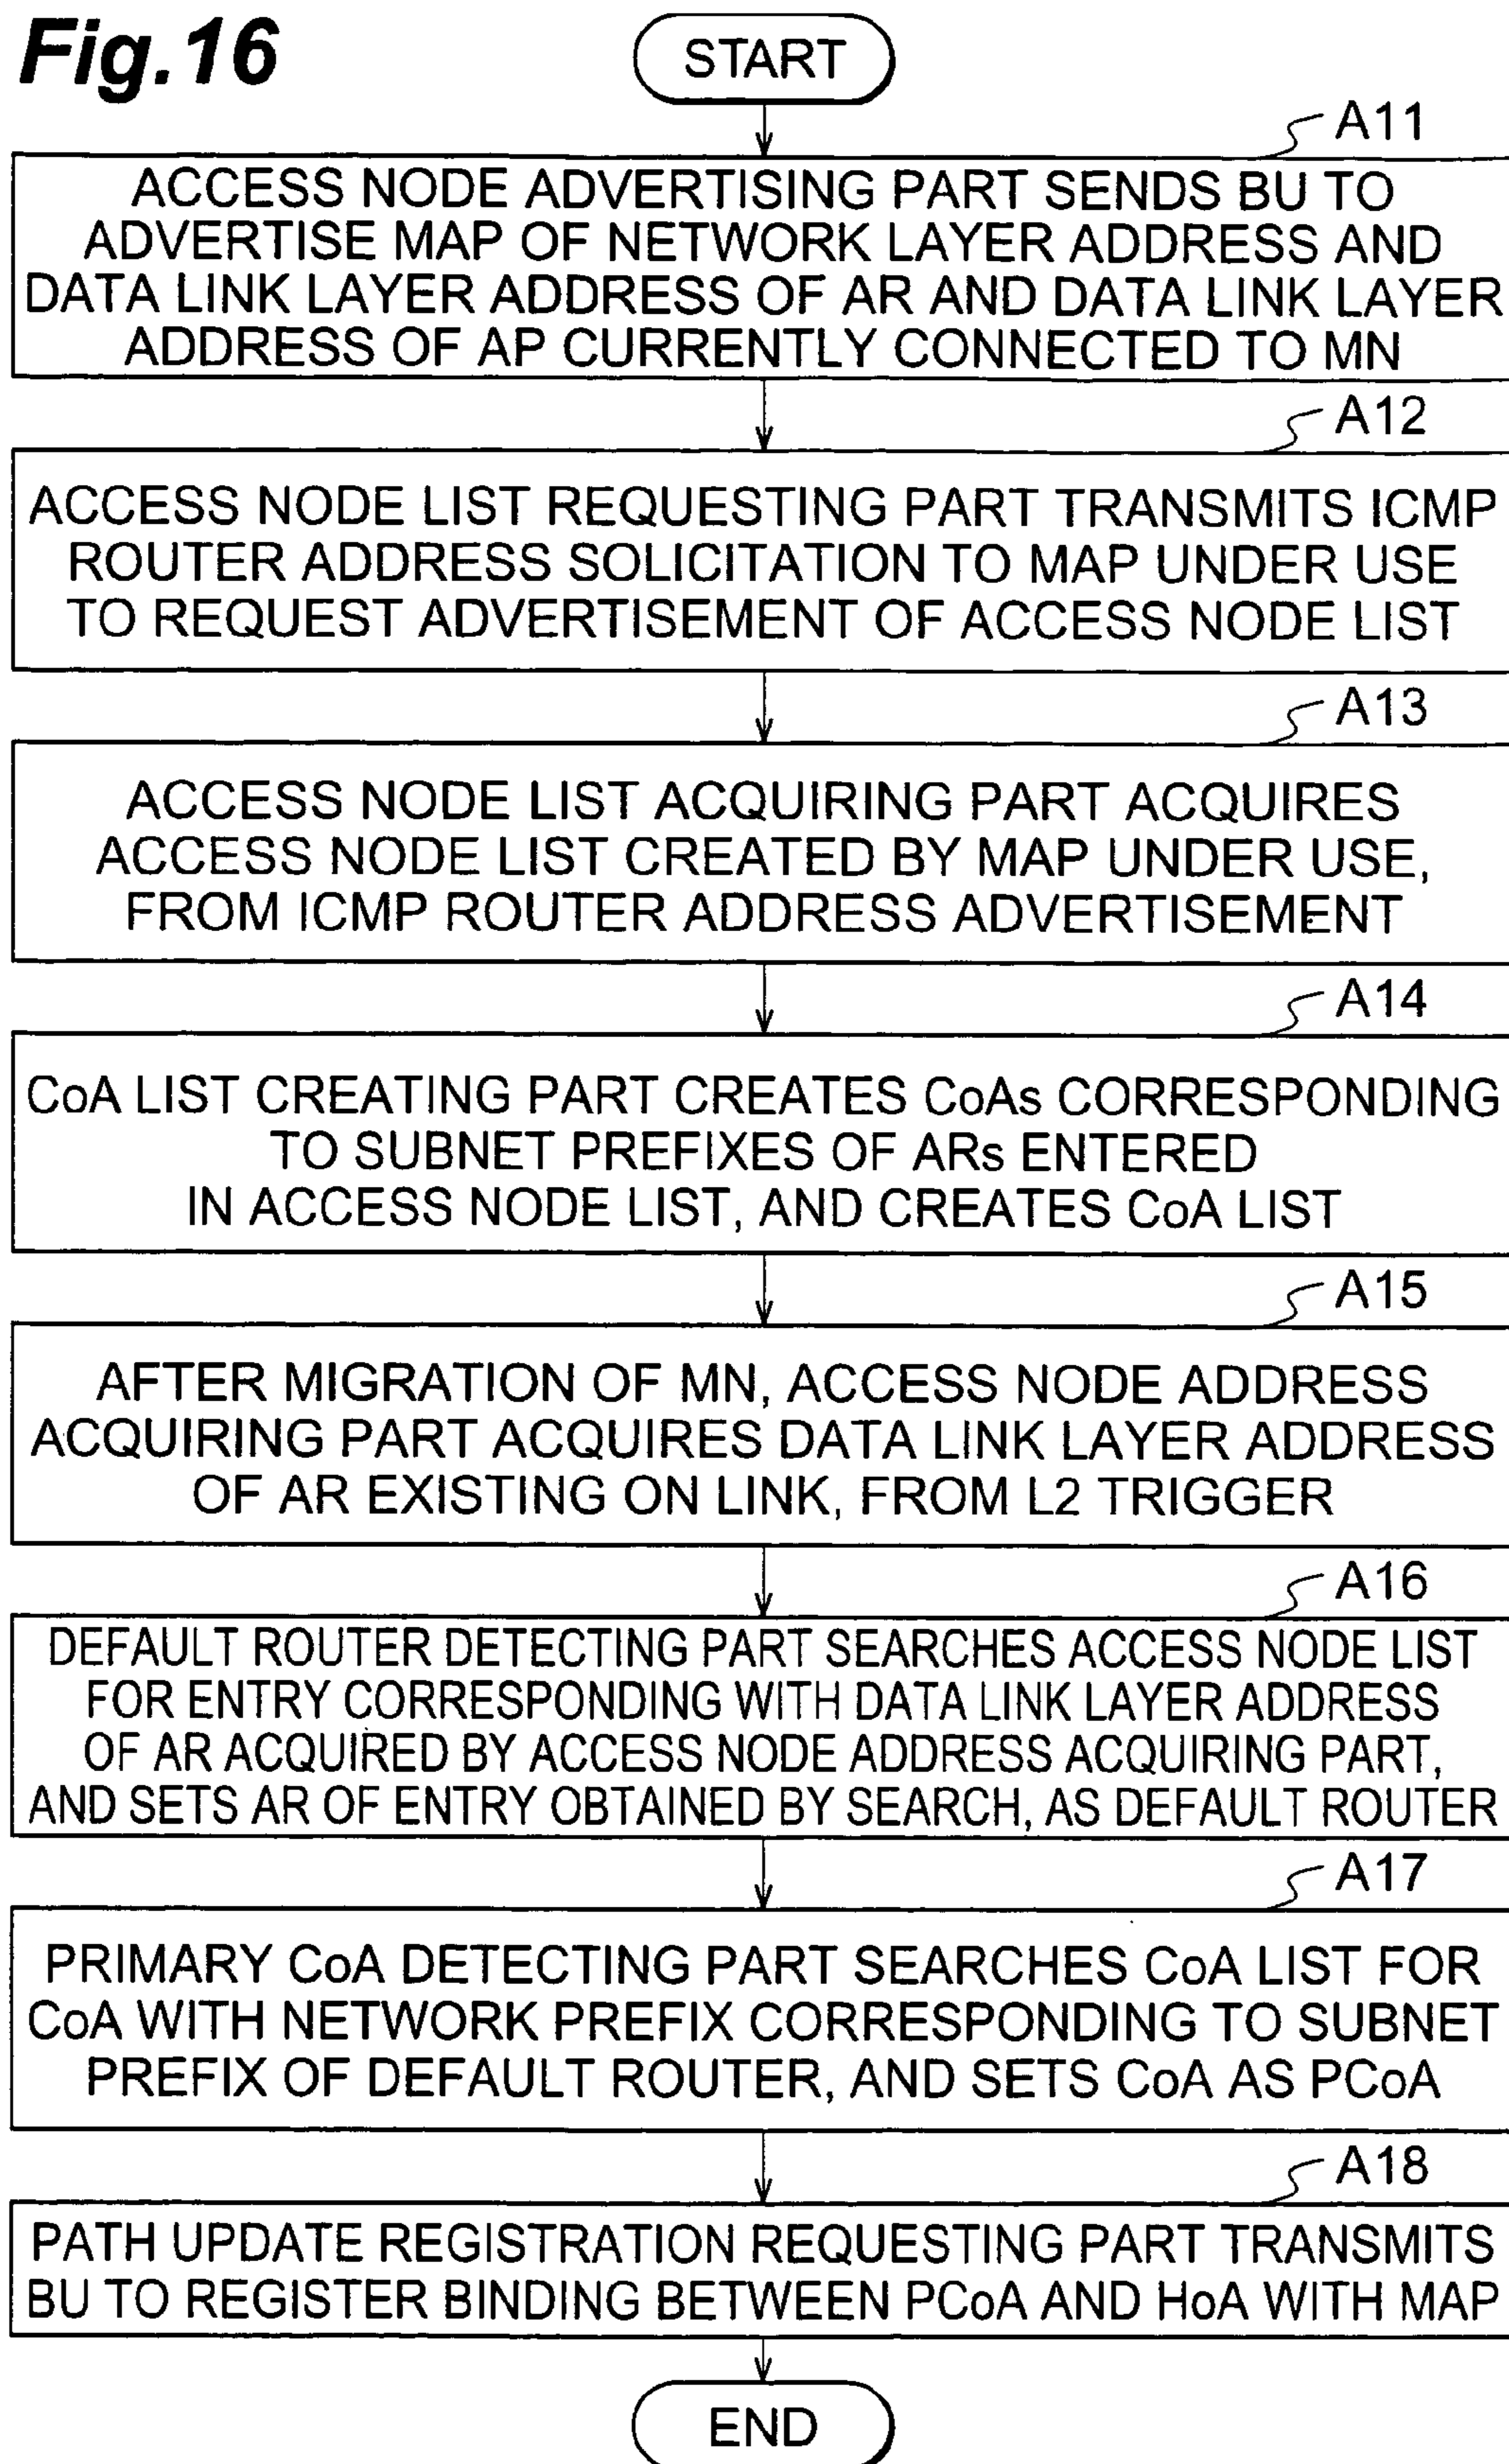 Fig.16
START
A11
ACCESS NODE ADVERTISING PART SENDS BU TO
ADVERTISE MAP OF NETWORK LAYER ADDRESS AND
DATA LINK LAYER ADDRESS OF AR AND DATA LINK LAYER
ADDRESS OF AP CURRENTLY CONNECTED TO MN
A12
ACCESS NODE LIST REQUESTING PART TRANSMITS ICMP
ROUTER ADDRESS SOLICITATION TO MAP UNDER USE
TO REQUEST ADVERTISEMENT OF ACCESS NODE LIST
A13
ACCESS NODE LIST ACQUIRING PART ACQUIRES
ACCESS NODE LIST CREATED BY MAP UNDER USE,
FROM ICMP ROUTER ADDRESS ADVERTISEMENT
A14
CoA LIST CREATING PART CREATES CoAs CORRESPONDING
TO SUBNET PREFIXES OF ARs ENTERED
IN ACCESS NODE LIST, AND CREATES CoA LIST
A15
AFTER MIGRATION OF MN, ACCESS NODE ADDRESS
ACQUIRING PART ACQUIRES DATA LINK LAYER ADDRESS
OF AR EXISTING ON LINK, FROM L2 TRIGGER
A16
DEFAULT ROUTER DETECTING PART SEARCHES ACCESS NODE LIST
FOR ENTRY CORRESPONDING WITH DATA LINK LAYER ADDRESS
OF AR ACQUIRED BY ACCESS NODE ADDRESS ACQUIRING PART,
AND SETS AR OF ENTRY OBTAINED BY SEARCH, AS DEFAULT ROUTER
A17
PRIMARY CoA DETECTING PART SEARCHES CoA LIST FOR
CoA WITH NETWORK PREFIX CORRESPONDING TO SUBNET
PREFIX OF DEFAULT ROUTER, AND SETS CoA AS PCoA
A18
PATH UPDATE REGISTRATION REQUESTING PART TRANSMITS
BU TO REGISTER BINDING BETWEEN PCoA AND HoA WITH MAP
END